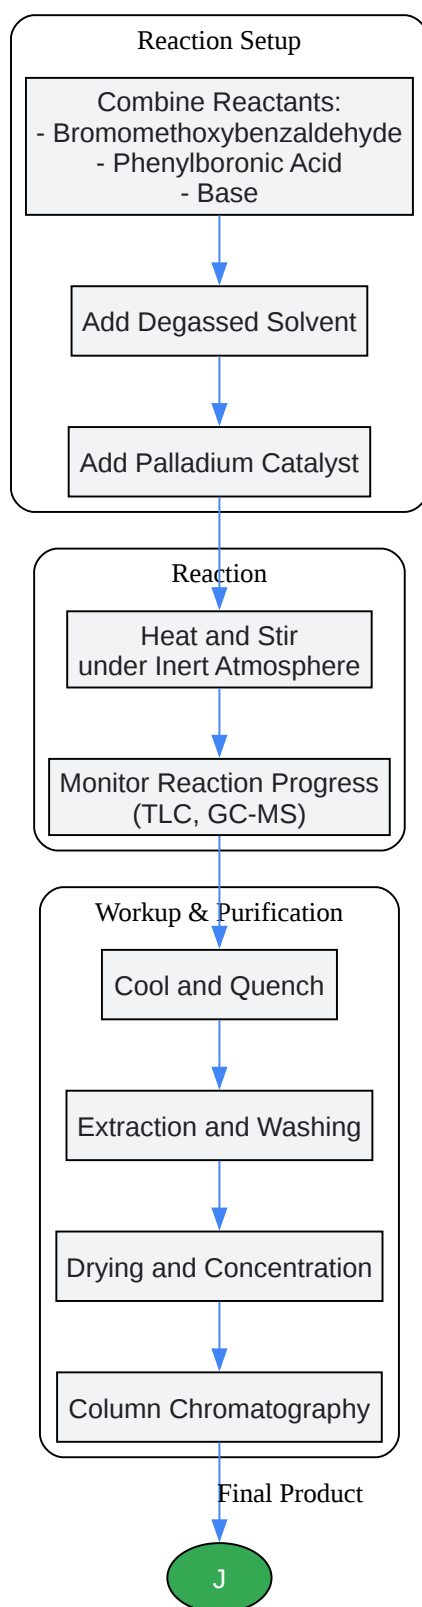 Reaction Setup
Combine Reactants:
- Bromomethoxybenzaldehyde
- Phenylboronic Acid
- Base
Add Degassed Solvent
Add Palladium Catalyst
Reaction
Heat and Stir
under Inert Atmosphere
Monitor Reaction Progress
(TLC, GC-MS)
Workup & Purification
Cool and Quench
Extraction and Washing
Drying and Concentration
Column Chromatography
Final Product
J